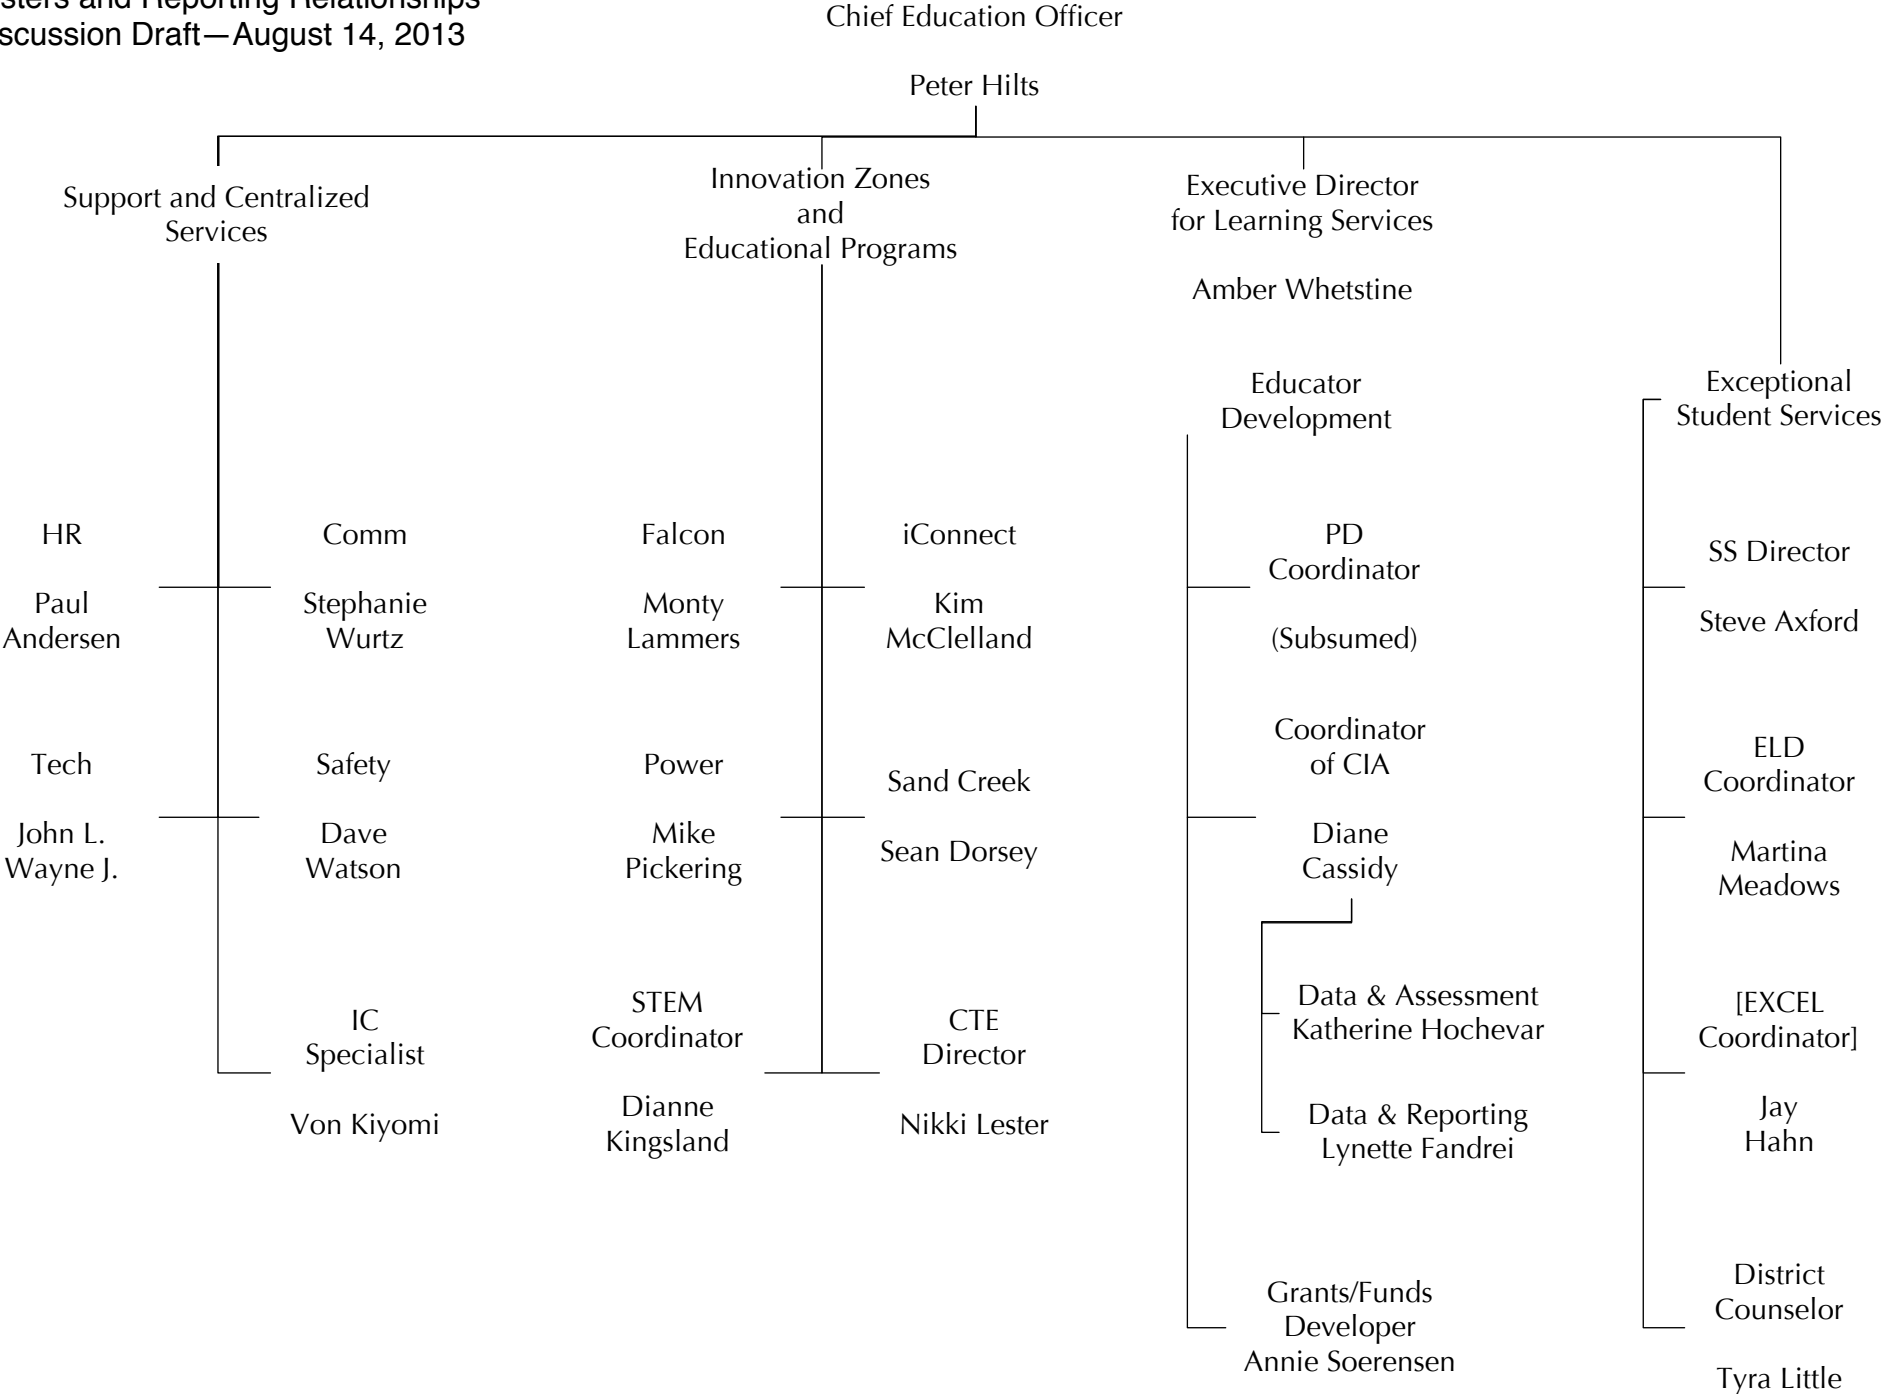 sters and Reporting Relationships
scussion Draft—August 14, 2013
Chief Education Officer
Peter Hilts
Support and Centralized
Services
Innovation Zones
and
Educational Programs
Executive Director
for Learning Services
Amber Whetstine
Educator
Development
Exceptional
Student Services
HR
Paul
Andersen
Comm
Stephanie
Wurtz
Falcon
Monty
Lammers
iConnect
Kim
McClelland
PD
Coordinator
(Subsumed)
SS Director
Steve Axford
Tech
John L.
Wayne J.
Safety
Dave
Watson
Power
Mike
Pickering
Sand Creek
Sean Dorsey
Coordinator
of CIA
Diane
Cassidy
ELD
Coordinator
Martina
Meadows
IC
Specialist
Von Kiyomi
STEM
Coordinator
Dianne
Kingsland
CTE
Director
Nikki Lester
Data & Assessment
Katherine Hochevar
Data & Reporting
Lynette Fandrei
[EXCEL
Coordinator]
Jay
Hahn
Grants/Funds
Developer
Annie Soerensen
District
Counselor
Tyra Little